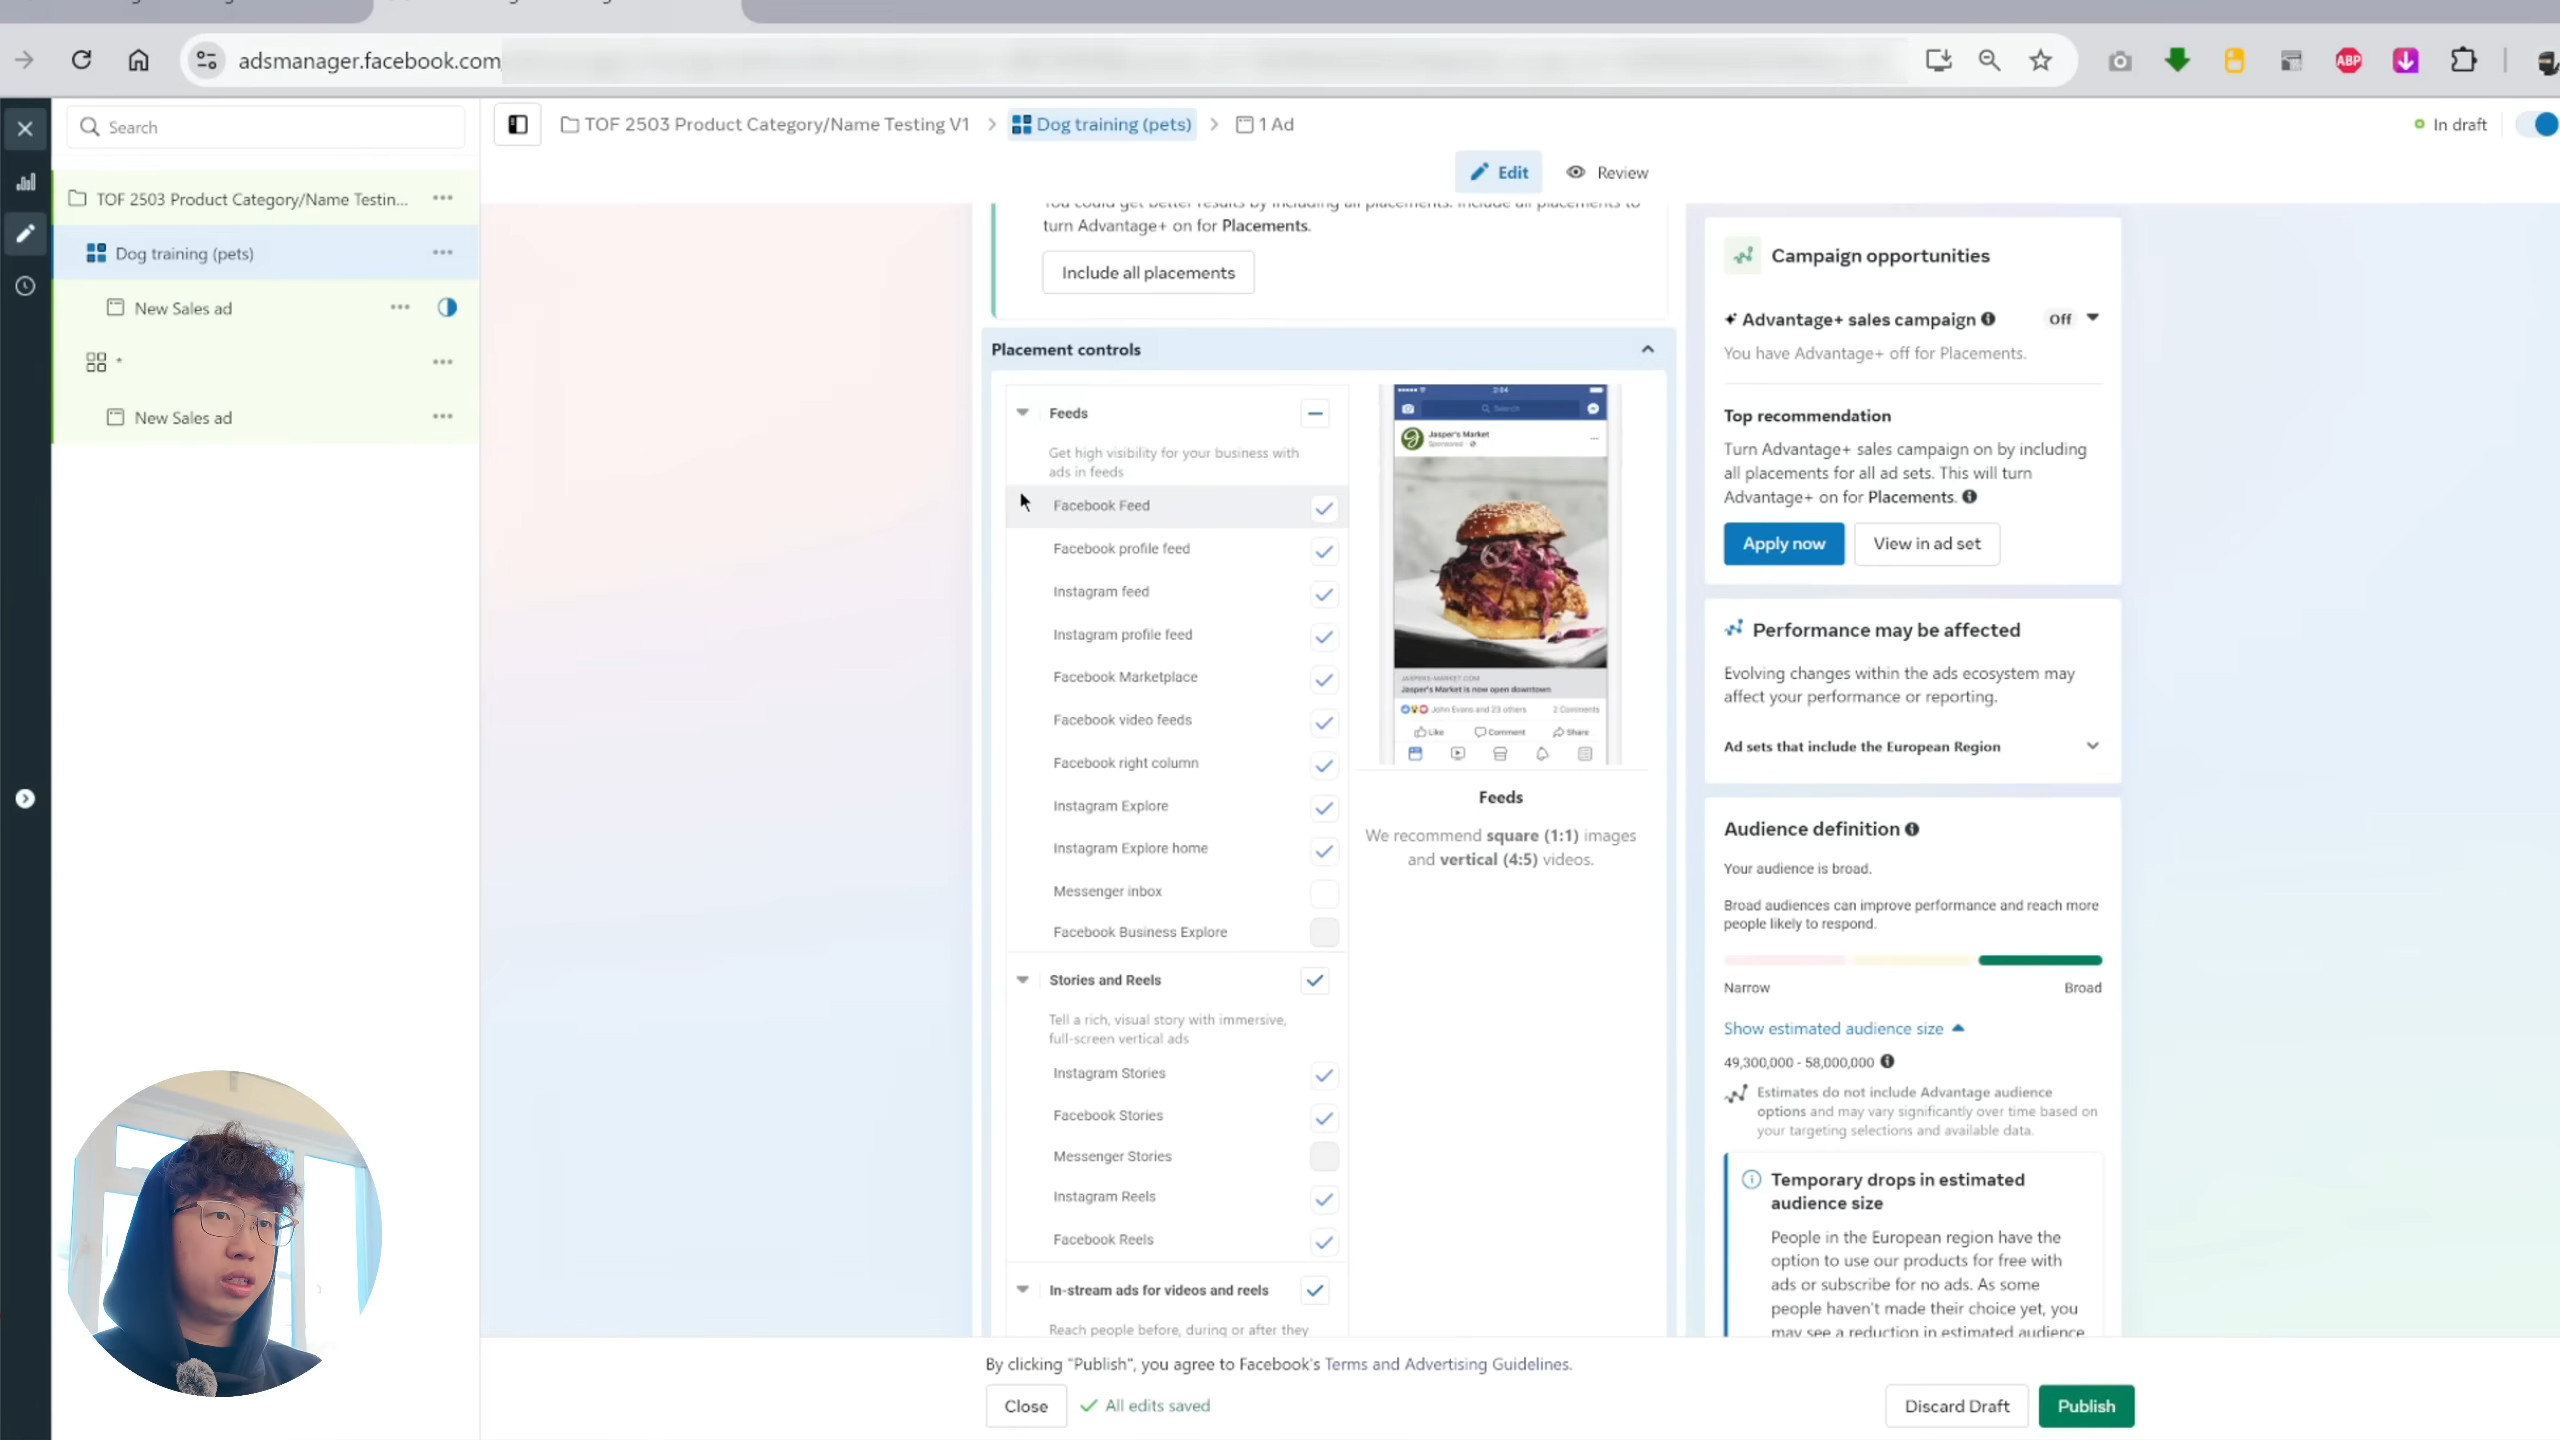 adsmanager.facebook.com
Search
TOF 2503 Product Category/Name Testing V1
Dog training (pets)
1 Ad
In draft
Edit
Review
TOF 2503 Product Category/Name Testin...
Dog training (pets)
New Sales ad
*
New Sales ad
You could get better results by including all placements. Include all placements to
turn Advantage+ on for Placements.
Include all placements
Placement controls
Feeds
Get high visibility for your business with
ads in feeds
Facebook Feed
Facebook profile feed
Instagram feed
Instagram profile feed
Facebook Marketplace
Facebook video feeds
Facebook right column
Instagram Explore
Instagram Explore home
Messenger inbox
Facebook Business Explore
Stories and Reels
Tell a rich, visual story with immersive,
full-screen vertical ads
Instagram Stories
Facebook Stories
Messenger Stories
Instagram Reels
Facebook Reels
In-stream ads for videos and reels
Reach people before, during or after they
2:04
Search
Jasper's Market
Sponsored
JASPERS-MARKET.COM
Jasper's Market is now open downtown
John Evans and 23 others
2 Comments
Like
Comment
Share
Feeds
We recommend square (1:1) images
and vertical (4:5) videos.
Campaign opportunities
Advantage+ sales campaign
Off
You have Advantage+ off for Placements.
Top recommendation
Turn Advantage+ sales campaign on by including
all placements for all ad sets. This will turn
Advantage+ on for Placements.
Apply now
View in ad set
Performance may be affected
Evolving changes within the ads ecosystem may
affect your performance or reporting.
Ad sets that include the European Region
Audience definition
Your audience is broad.
Broad audiences can improve performance and reach more
people likely to respond.
Narrow
Broad
Show estimated audience size
49,300,000 - 58,000,000
Estimates do not include Advantage audience
options and may vary significantly over time based on
your targeting selections and available data.
Temporary drops in estimated
audience size
People in the European region have the
option to use our products for free with
ads or subscribe for no ads. As some
people haven't made their choice yet, you
may see a reduction in estimated audience
By clicking "Publish", you agree to Facebook's Terms and Advertising Guidelines.
Close
All edits saved
Discard Draft
Publish
ABP